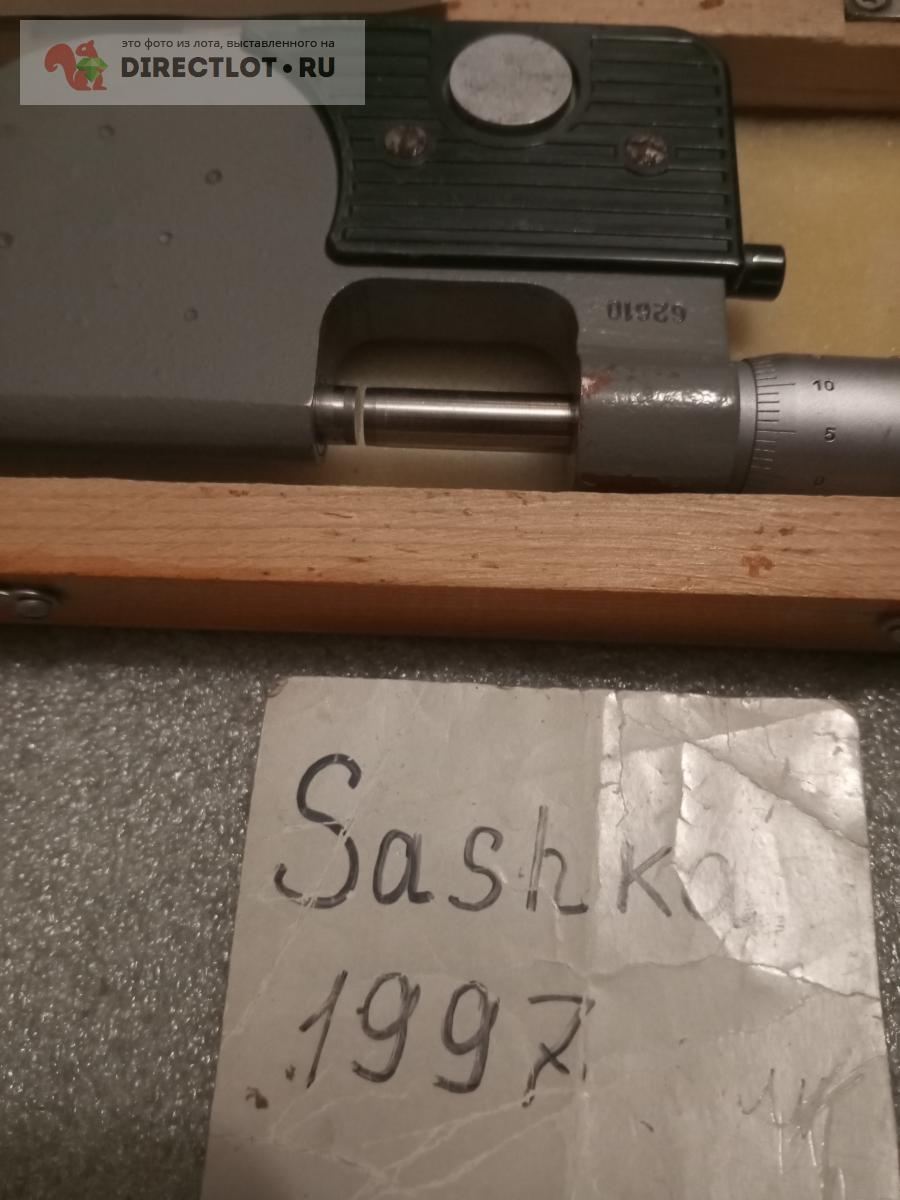 это фото из лота, выставленного на
DIRECTLOT•RU
62610
10
5
0
Sashka
1997